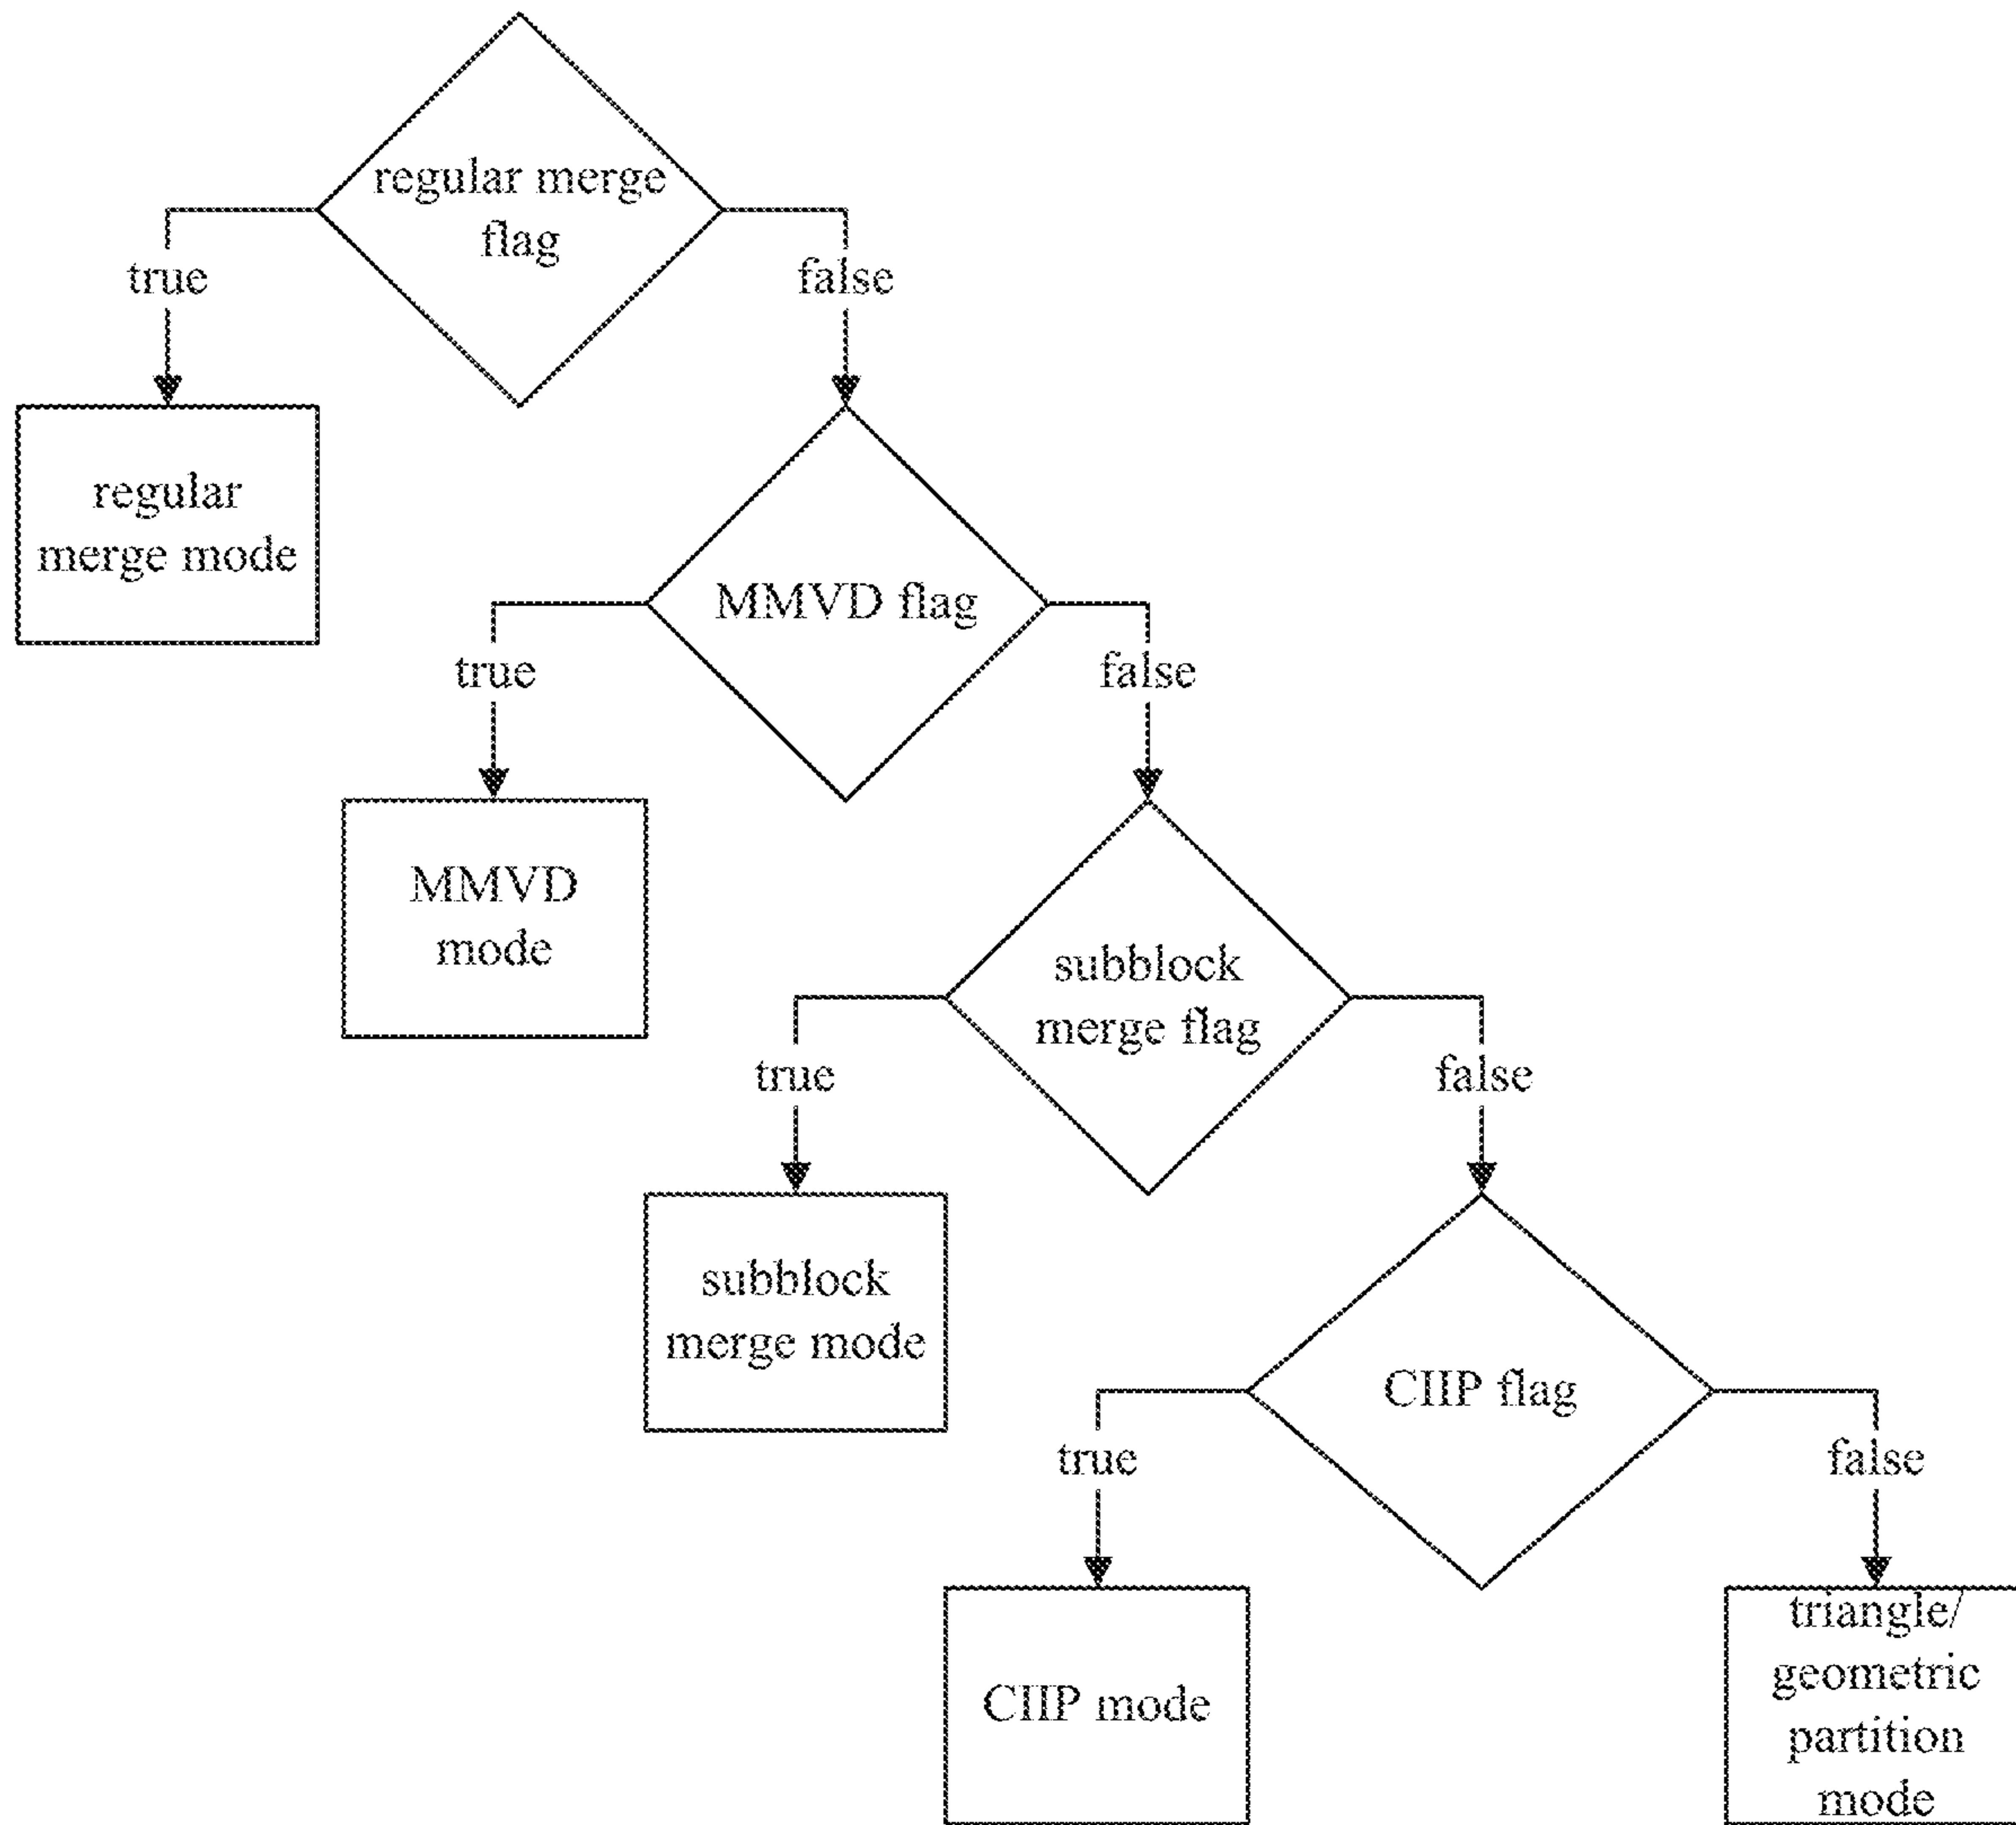 regular merge
flag
true
false
regular
merge mode
MMVD flag
true
false
MMVD
mode
subblock
merge flag
true
false
subblock
merge mode
CIIP flag
true
false
CIIP mode
triangle/
geometric
partition
mode